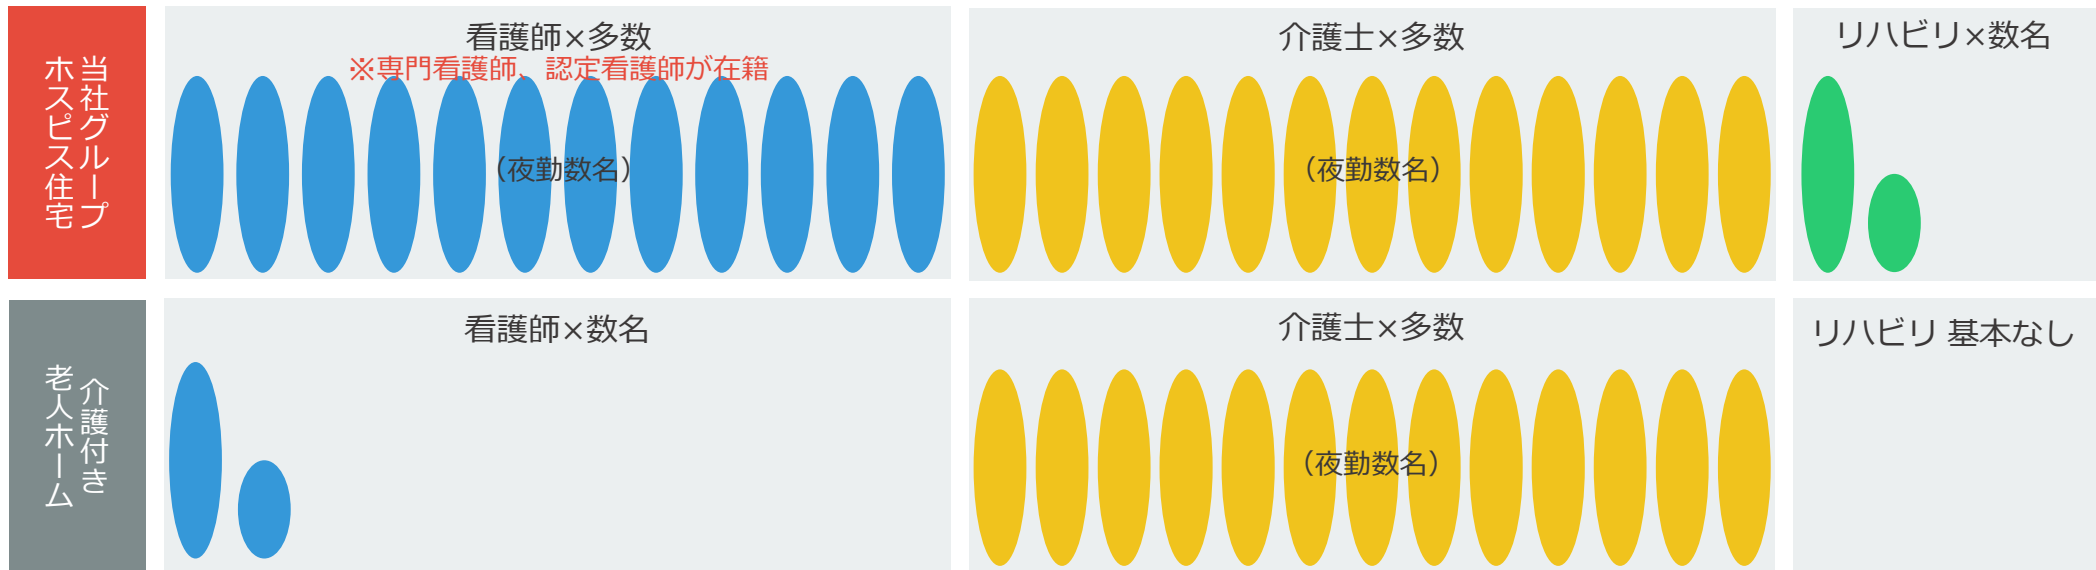 当社グループ
ホスピス住宅
看護師×多数
※専門看護師、認定看護師が在籍
（夜勤数名）
介護士×多数
（夜勤数名）
リハビリ×数名
介護付き
老人ホーム
看護師×数名
介護士×多数
（夜勤数名）
リハビリ 基本なし